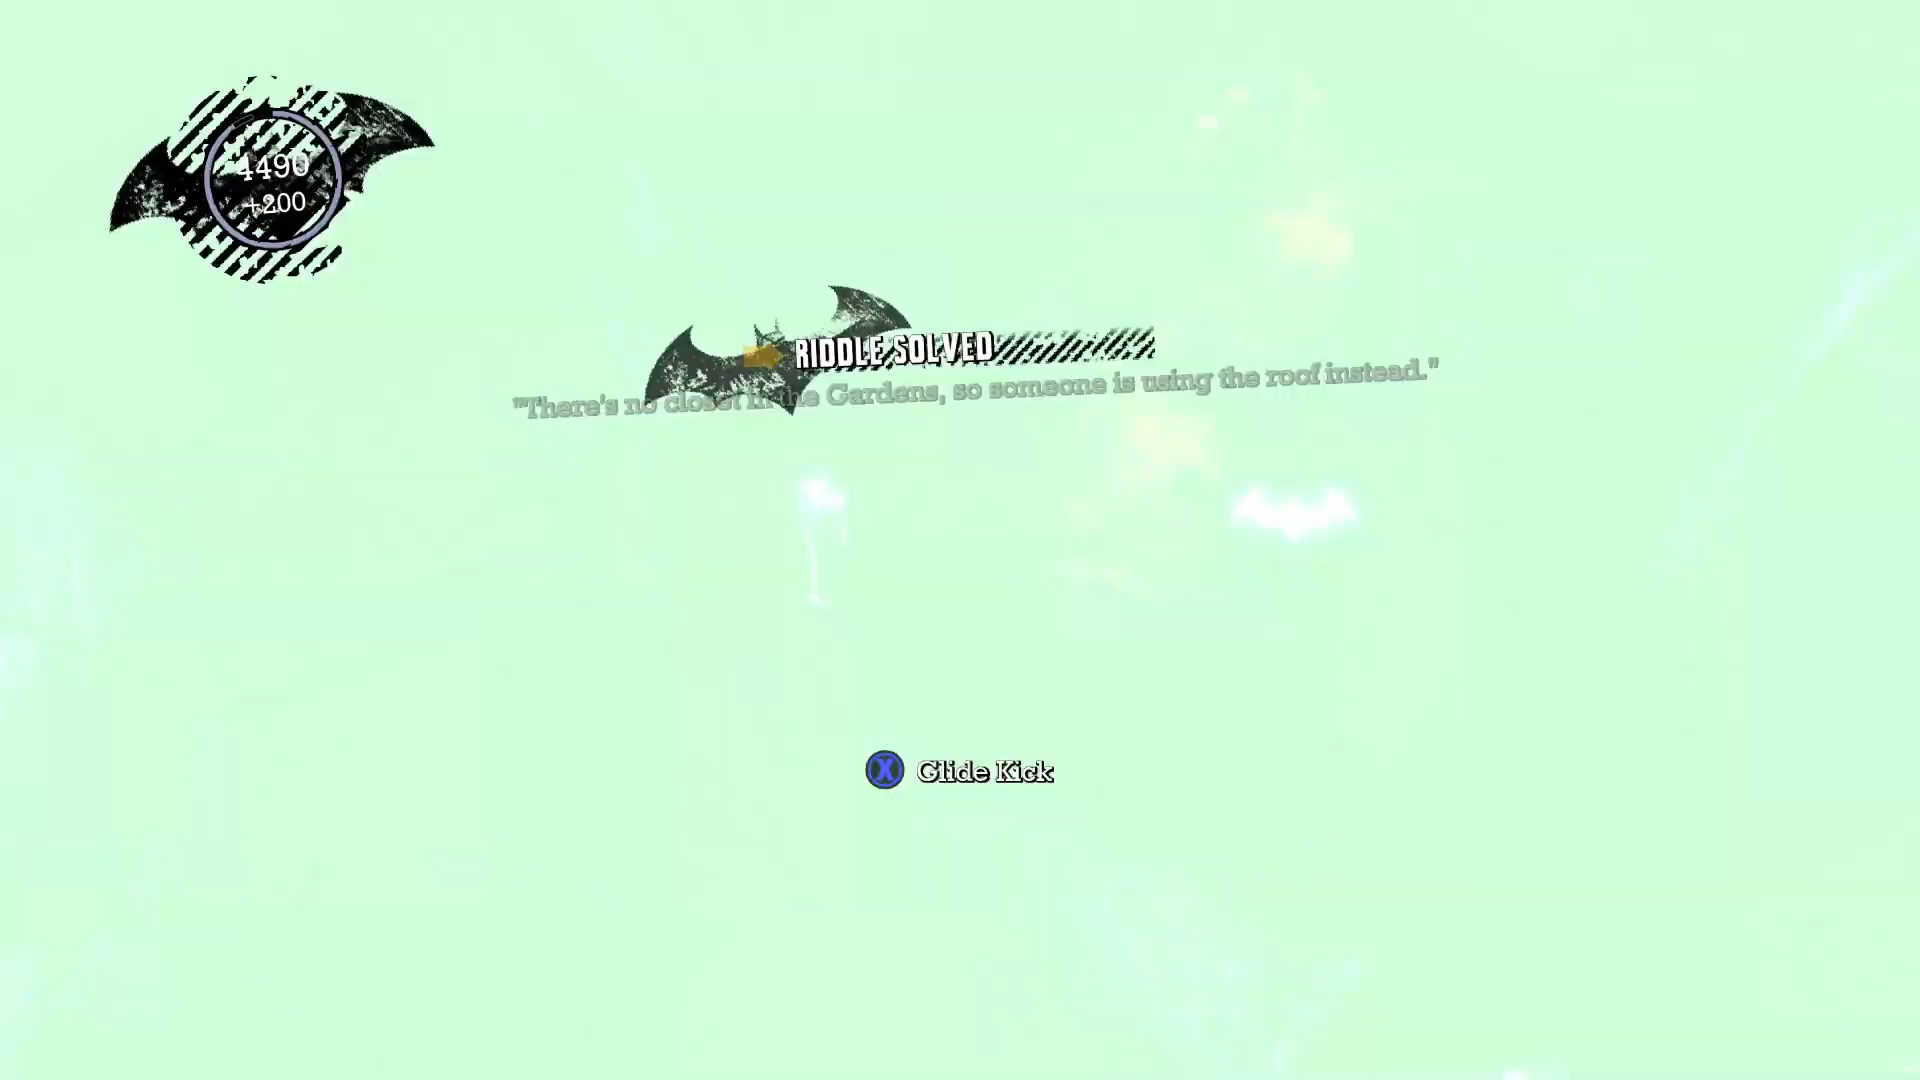 4490
+200
RIDDLE SOLVED
"There's no closet in the Gardens, so someone is using the roof instead."
X Glide Kick